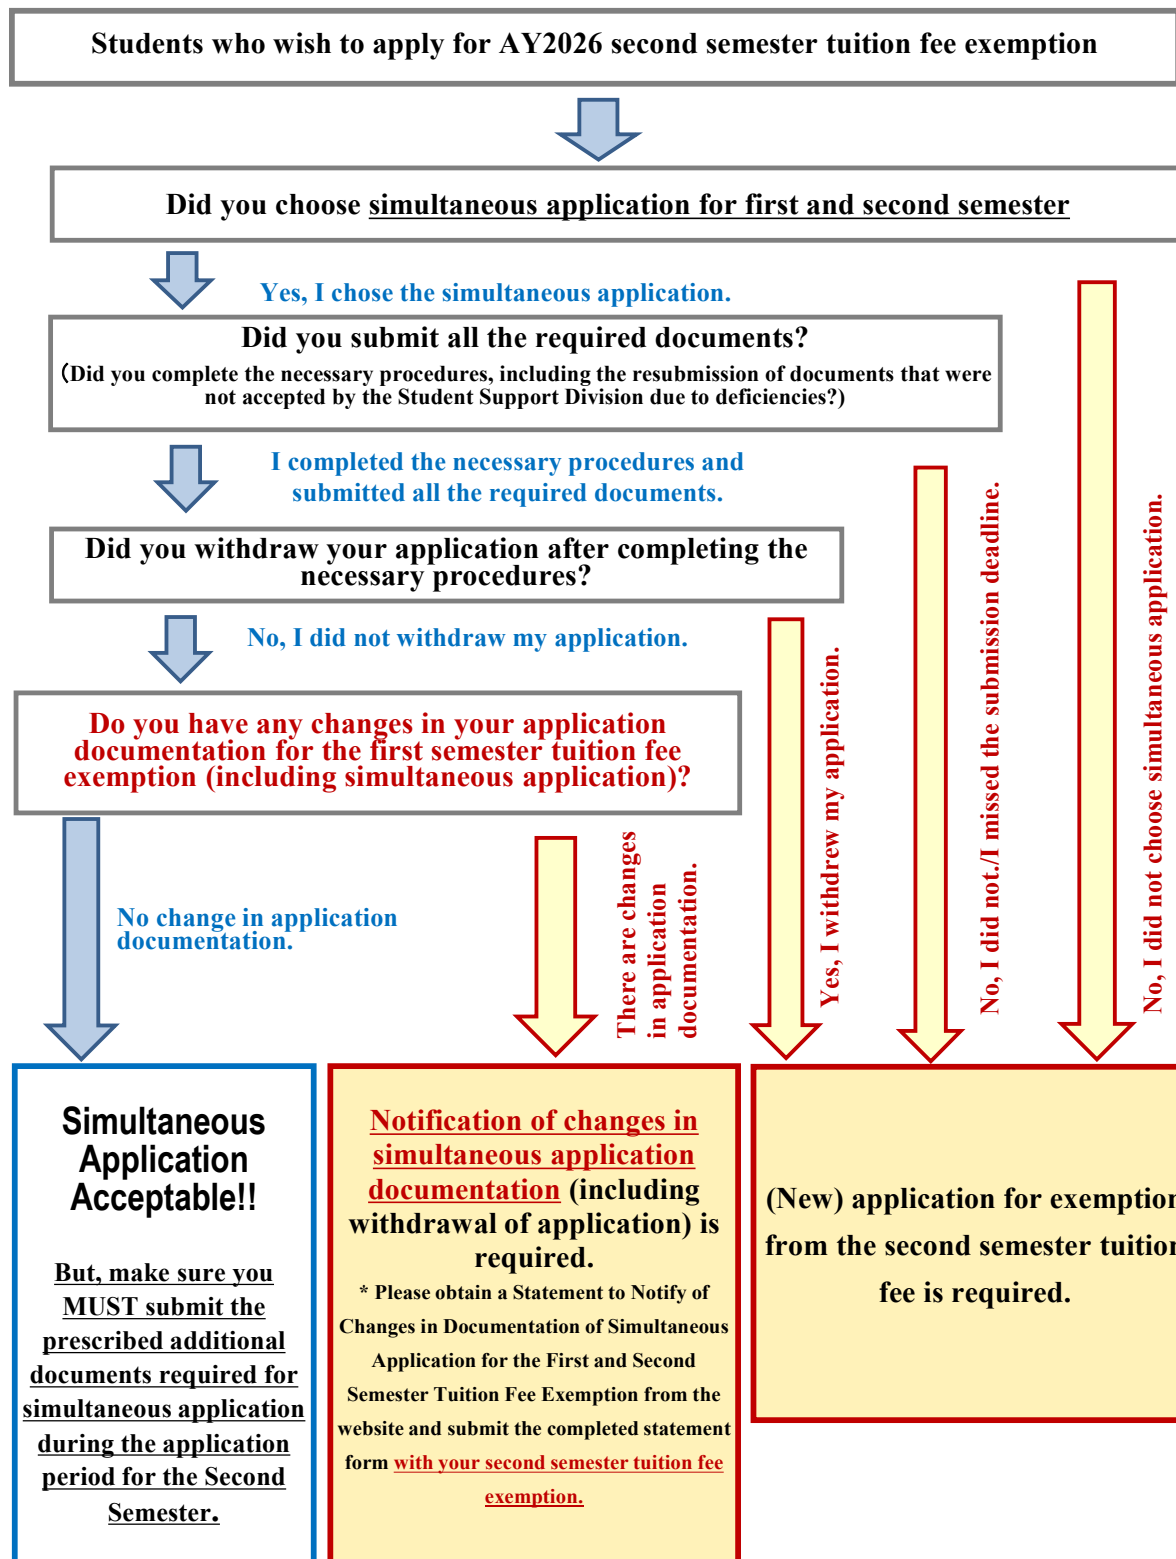 Students who wish to apply for AY2026 second semester tuition fee exemption
Did you choose simultaneous application for first and second semester
Yes, I chose the simultaneous application.
Did you submit all the required documents?
(Did you complete the necessary procedures, including the resubmission of documents that were
not accepted by the Student Support Division due to deficiencies?)
I completed the necessary procedures and
submitted all the required documents.
Did you withdraw your application after completing the
necessary procedures?
No, I did not withdraw my application.
Do you have any changes in your application
documentation for the first semester tuition fee
exemption (including simultaneous application)?
No change in application
documentation.
There are changes
in application
documentation.
Yes, I withdrew my application.
No, I did not./I missed the submission deadline.
No, I did not choose simultaneous application.
Simultaneous
Application
Acceptable!!
But, make sure you
MUST submit the
prescribed additional
documents required for
simultaneous application
during the application
period for the Second
Semester.
Notification of changes in
simultaneous application
documentation (including
withdrawal of application) is
required.
* Please obtain a Statement to Notify of
Changes in Documentation of Simultaneous
Application for the First and Second
Semester Tuition Fee Exemption from the
website and submit the completed statement
form with your second semester tuition fee
exemption.
(New) application for exemption
from the second semester tuition
fee is required.